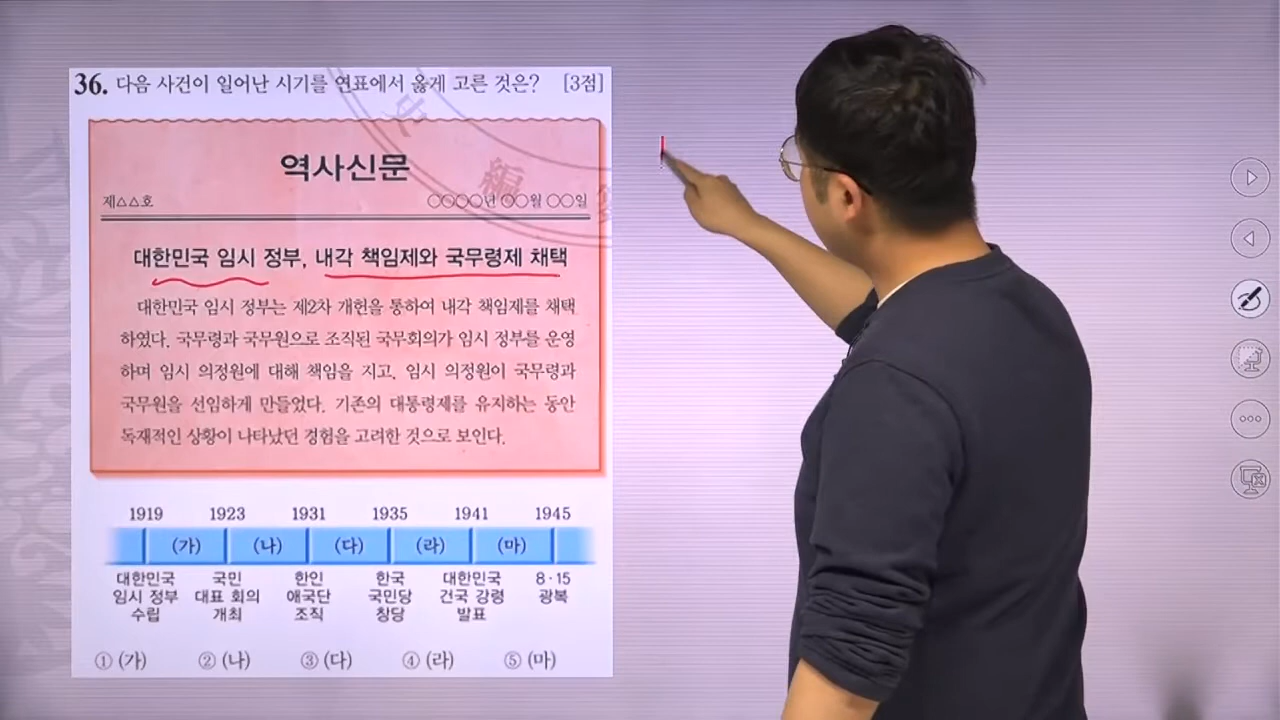 36. 다음 사건이 일어난 시기를 연표에서 옳게 고른 것은? [3점]
역사신문
제△△호 ○○○○년 ○○월 ○○일
대한민국 임시 정부, 내각 책임제와 국무령제 채택
대한민국 임시 정부는 제2차 개헌을 통하여 내각 책임제를 채택
하였다. 국무령과 국무원으로 조직된 국무회의가 임시 정부를 운영
하며 임시 의정원에 대해 책임을 지고, 임시 의정원이 국무령과
국무원을 선임하게 만들었다. 기존의 대통령제를 유지하는 동안
독재적인 상황이 나타났던 경험을 고려한 것으로 보인다.
1919 1923 1931 1935 1941 1945
(가) (나) (다) (라) (마)
대한민국 국민 한인 한국 대한민국 8·15
임시 정부 대표 회의 애국단 국민당 건국 강령 광복
수립 개최 조직 창당 발표
① (가) ② (나) ③ (다) ④ (라) ⑤ (마)